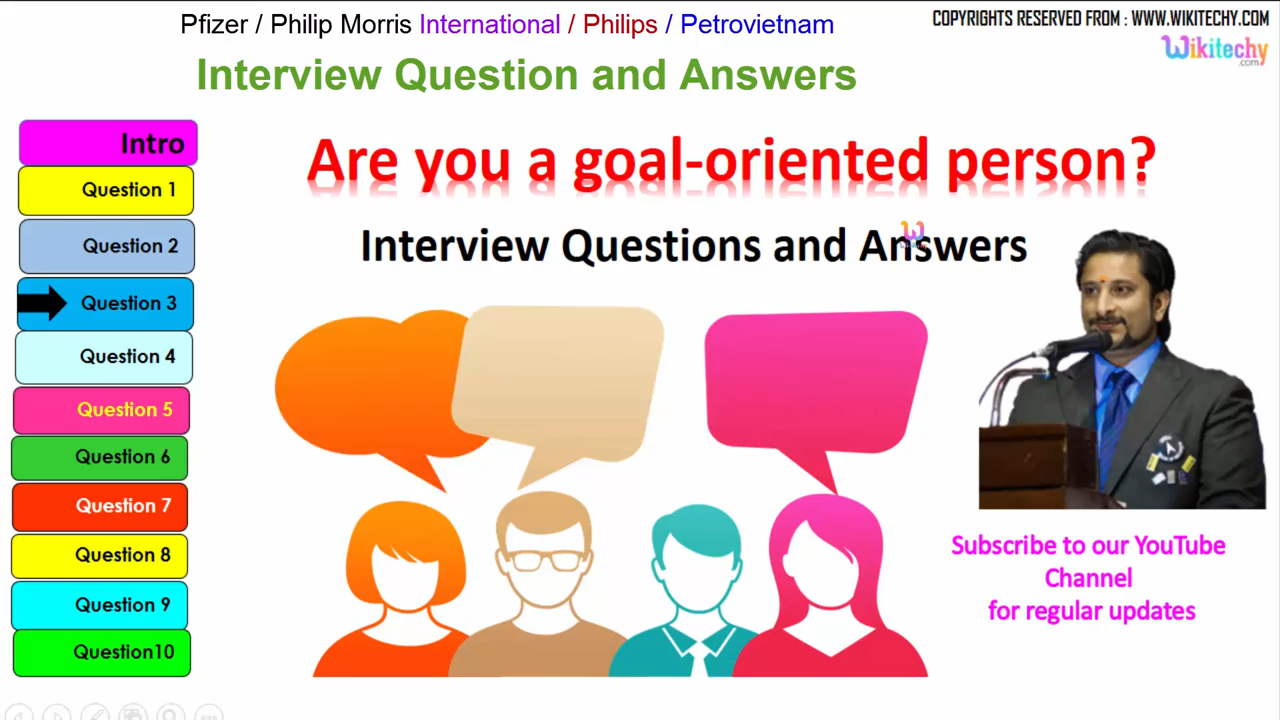 Pfizer / Philip Morris International / Philips / Petrovietnam
COPYRIGHTS RESERVED FROM : WWW.WIKITECHY.COM
Wikitechy
.com
Interview Question and Answers
Intro
Question 1
Question 2
Question 3
Question 4
Question 5
Question 6
Question 7
Question 8
Question 9
Question10
Are you a goal-oriented person?
Interview Questions and Answers
Subscribe to our YouTube
Channel
for regular updates